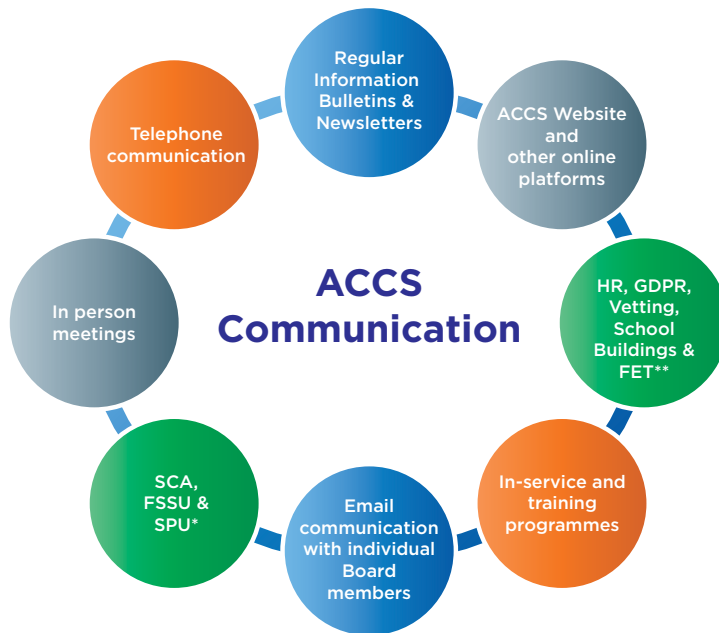 Regular
Information
Bulletins &
Newsletters
ACCS Website
and
other online
platforms
HR, GDPR,
Vetting,
School
Buildings &
FET**
In-service and
training
programmes
Email
communication
with individual
Board
members
SCA,
FSSU &
SPU*
In person
meetings
Telephone
communication
ACCS
Communication